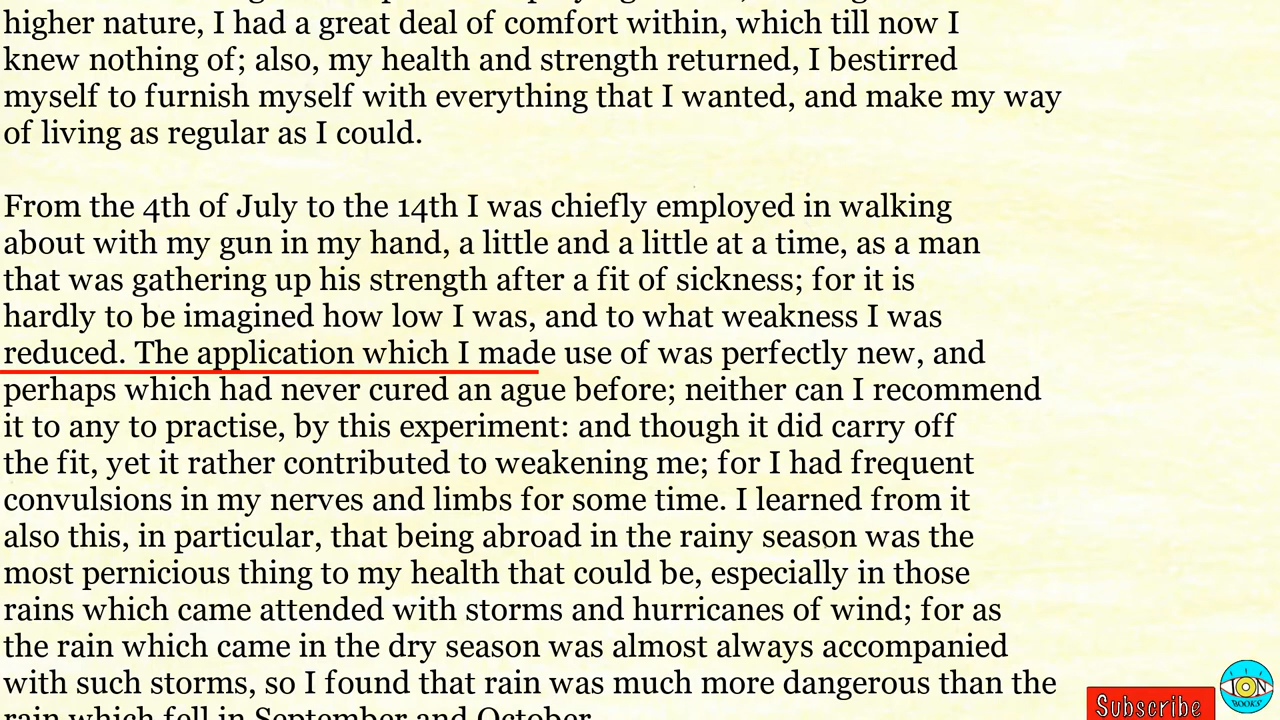 higher nature, I had a great deal of comfort within, which till now I
knew nothing of; also, my health and strength returned, I bestirred
myself to furnish myself with everything that I wanted, and make my way
of living as regular as I could.
From the 4th of July to the 14th I was chiefly employed in walking
about with my gun in my hand, a little and a little at a time, as a man
that was gathering up his strength after a fit of sickness; for it is
hardly to be imagined how low I was, and to what weakness I was
reduced. The application which I made use of was perfectly new, and
perhaps which had never cured an ague before; neither can I recommend
it to any to practise, by this experiment: and though it did carry off
the fit, yet it rather contributed to weakening me; for I had frequent
convulsions in my nerves and limbs for some time. I learned from it
also this, in particular, that being abroad in the rainy season was the
most pernicious thing to my health that could be, especially in those
rains which came attended with storms and hurricanes of wind; for as
the rain which came in the dry season was almost always accompanied
with such storms, so I found that rain was much more dangerous than the
rain which fell in September and October.
Subscribe
ION
BOOKS